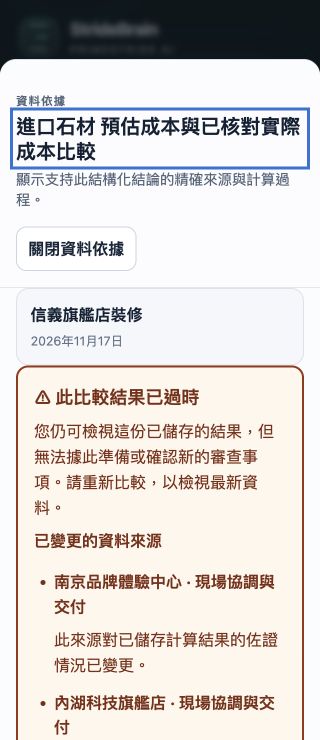 StrideBrain
資料依據
進口石材 預估成本與已核對實際
成本比較
顯示支持此結構化結論的精確來源與計算過
程。
關閉資料依據
信義旗艦店裝修
2026年11月17日
⚠ 此比較結果已過時
您仍可檢視這份已儲存的結果，但
無法據此準備或確認新的審查事
項。請重新比較，以檢視最新資
料。
已變更的資料來源
• 南京品牌體驗中心 · 現場協調與
交付
此來源對已儲存計算結果的佐證
情況已變更。
• 內湖科技旗艦店 · 現場協調與交
付